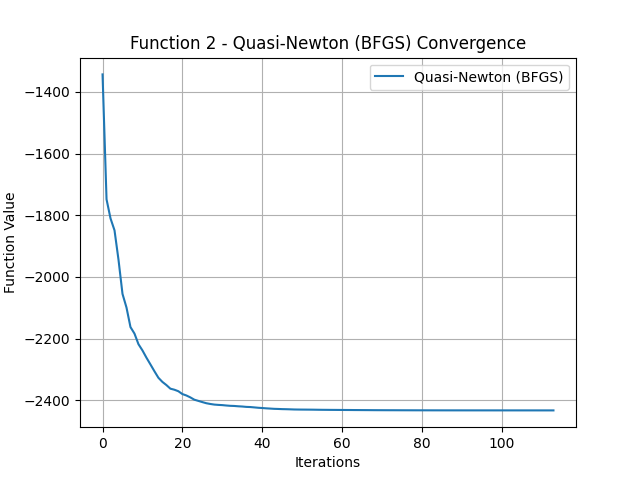 Function 2 - Quasi-Newton (BFGS) Convergence
Quasi-Newton (BFGS)
Function Value
−1400
−1600
−1800
−2000
−2200
−2400
0 20 40 60 80 100
Iterations